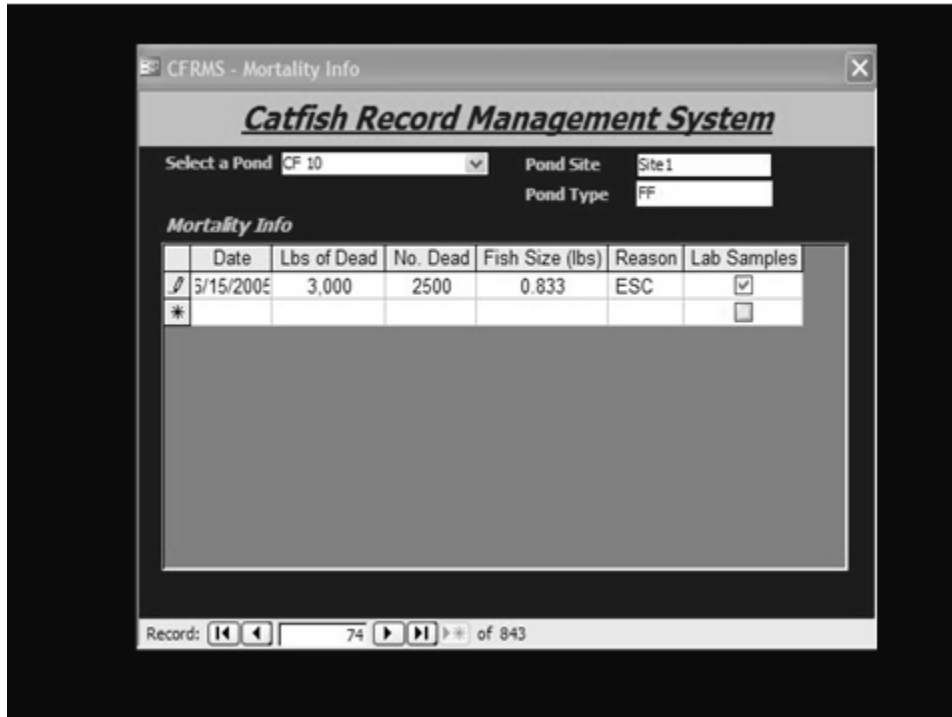 CFRMS - Mortality Info
Catfish Record Management System
Select a Pond CF 10 Pond Site Site1
Pond Type FF
Mortality Info
Date Lbs of Dead No. Dead Fish Size (lbs) Reason Lab Samples
/15/2005 3,000 2500 0.833 ESC
Record: 74 of 843